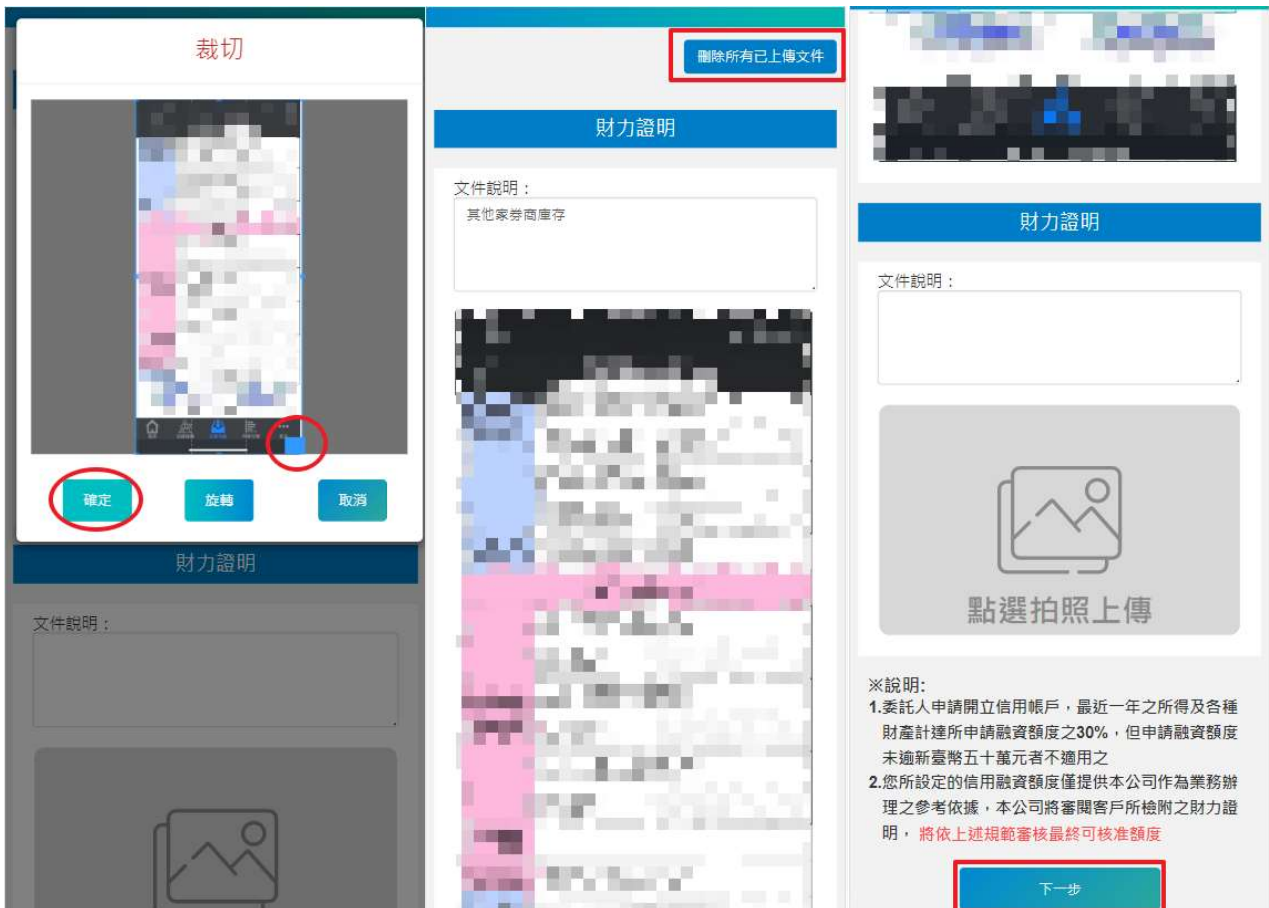 裁切
確定
旋轉
取消
財力證明
文件說明：
刪除所有已上傳文件
財力證明
文件說明：
其他家券商庫存
財力證明
文件說明：
點選拍照上傳
※說明:
1.委託人申請開立信用帳戶，最近一年之所得及各種
財產計達所申請融資額度之30%，但申請融資額度
未逾新臺幣五十萬元者不適用之
2.您所設定的信用融資額度僅提供本公司作為業務辦
理之參考依據，本公司將審閱客戶所檢附之財力證
明， 將依上述規範審核最終可核准額度
下一步